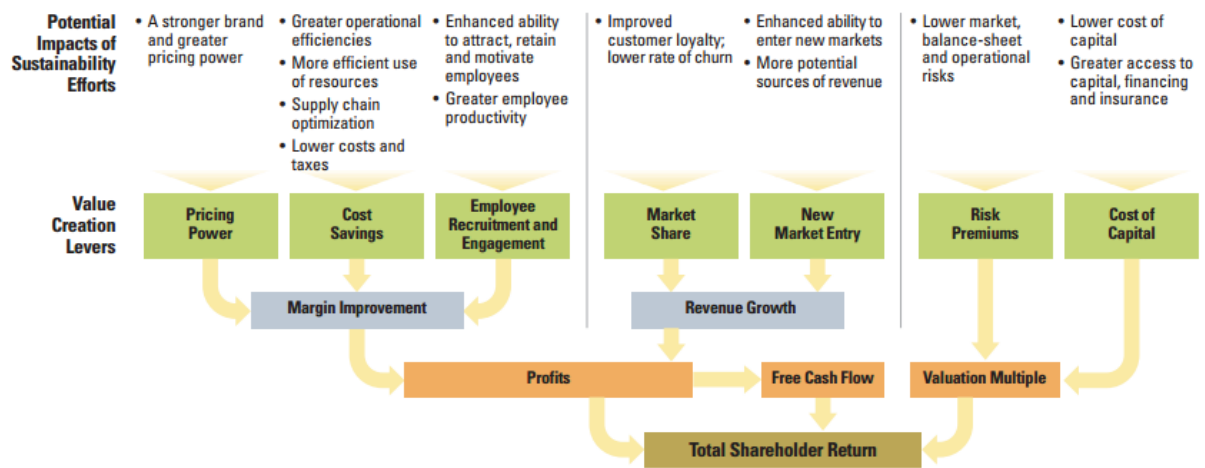 Potential
Impacts of
Sustainability
Efforts
• A stronger brand
and greater
pricing power
• Greater operational
efficiencies
• More efficient use
of resources
• Supply chain
optimization
• Lower costs and
taxes
• Enhanced ability
to attract, retain
and motivate
employees
• Greater employee
productivity
• Improved
customer loyalty;
lower rate of churn
• Enhanced ability to
enter new markets
• More potential
sources of revenue
• Lower market,
balance-sheet
and operational
risks
• Lower cost of
capital
• Greater access to
capital, financing
and insurance
Value
Creation
Levers
Pricing
Power
Cost
Savings
Employee
Recruitment and
Engagement
Market
Share
New
Market Entry
Risk
Premiums
Cost of
Capital
Margin Improvement
Revenue Growth
Profits
Free Cash Flow
Valuation Multiple
Total Shareholder Return